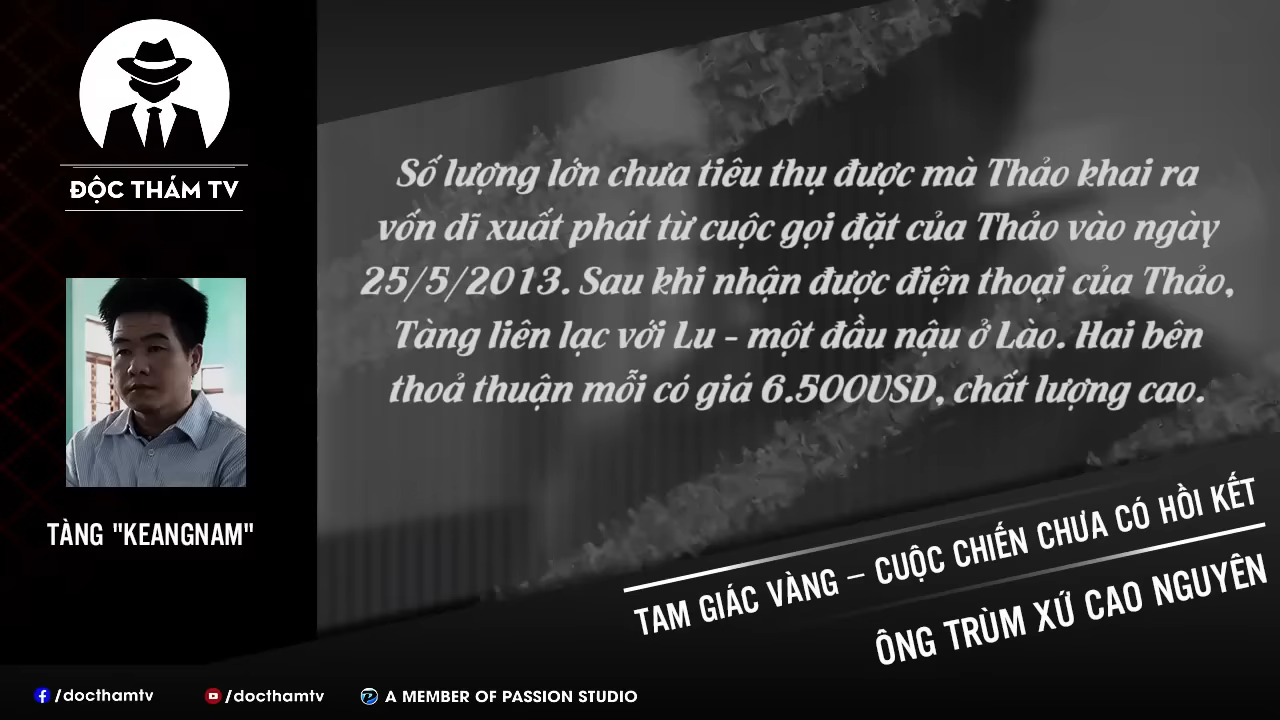 ĐỘC THÁM TV
TÀNG "KEANGNAM"
Số lượng lớn chưa tiêu thụ được mà Thảo khai ra
vốn dĩ xuất phát từ cuộc gọi đặt của Thảo vào ngày
25/5/2013. Sau khi nhận được điện thoại của Thảo,
Tàng liên lạc với Lu - một đầu nậu ở Lào. Hai bên
thoả thuận mỗi có giá 6.500USD, chất lượng cao.
TAM GIÁC VÀNG – CUỘC CHIẾN CHƯA CÓ HỒI KẾT
ÔNG TRÙM XỨ CAO NGUYÊN
/docthamtv
/docthamtv
A MEMBER OF PASSION STUDIO